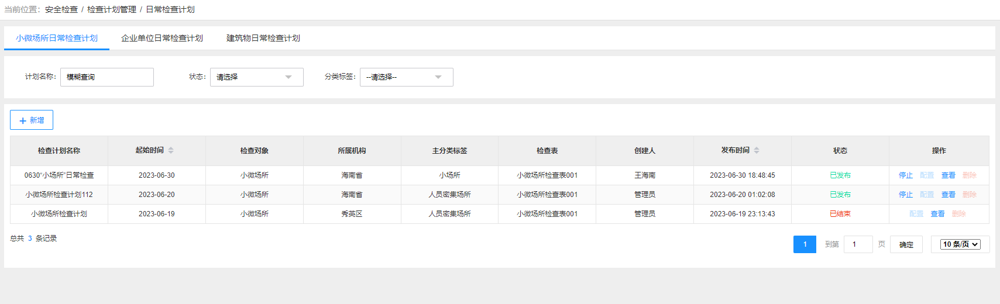 当前位置：安全检查 / 检查计划管理 / 日常检查计划
小微场所日常检查计划 企业单位日常检查计划 建筑物日常检查计划
计划名称： 模糊查询 状态： 请选择 分类标签： --请选择--
+ 新增
检查计划名称 起始时间 检查对象 所属机构 主分类标签 检查表 创建人 发布时间 状态 操作
0630“小场所”日常检查 2023-06-30 小微场所 海南省 小场所 小微场所检查表001 王海南 2023-06-30 18:48:45 已发布 停止 配置 查看 删除
小微场所检查计划112 2023-06-20 小微场所 海南省 人员密集场所 小微场所检查表001 管理员 2023-06-20 01:02:08 已发布 停止 配置 查看 删除
小微场所检查计划 2023-06-19 小微场所 秀英区 人员密集场所 小微场所检查表001 管理员 2023-06-19 23:13:43 已结束 配置 查看 删除
总共 3 条记录 1 到第 1 页 确定 10 条/页